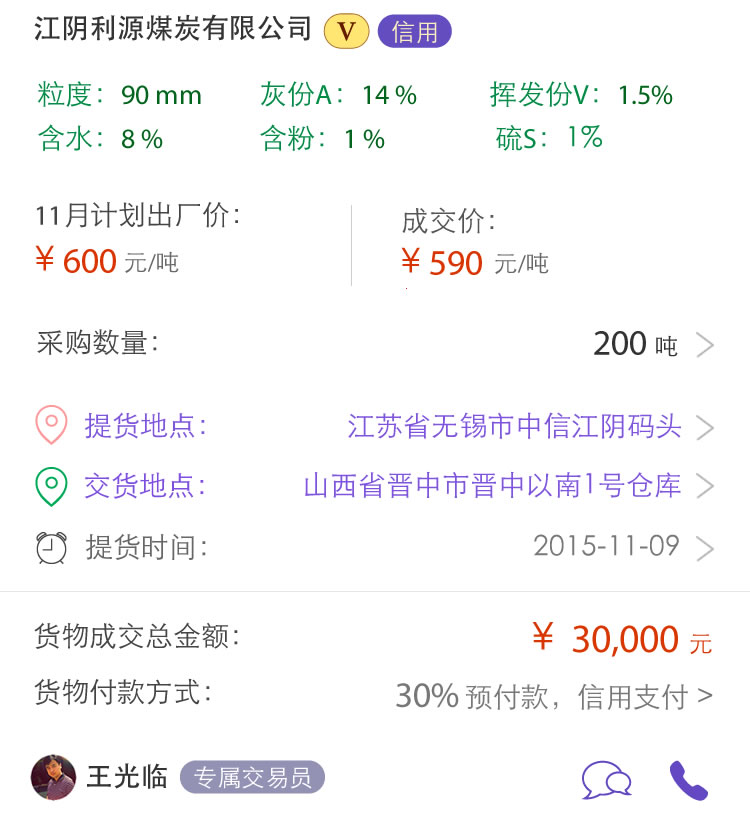 江阴利源煤炭有限公司 V 信用
粒度： 90 mm 灰份A： 14 % 挥发份V： 1.5%
含水： 8 % 含粉： 1 % 硫S： 1%
11月计划出厂价： 成交价：
¥ 600 元/吨 ¥ 590 元/吨
采购数量： 200 吨
提货地点： 江苏省无锡市中信江阴码头
交货地点： 山西省晋中市晋中以南1号仓库
提货时间： 2015-11-09
货物成交总金额： ¥ 30,000 元
货物付款方式： 30% 预付款，信用支付 >
王光临 专属交易员